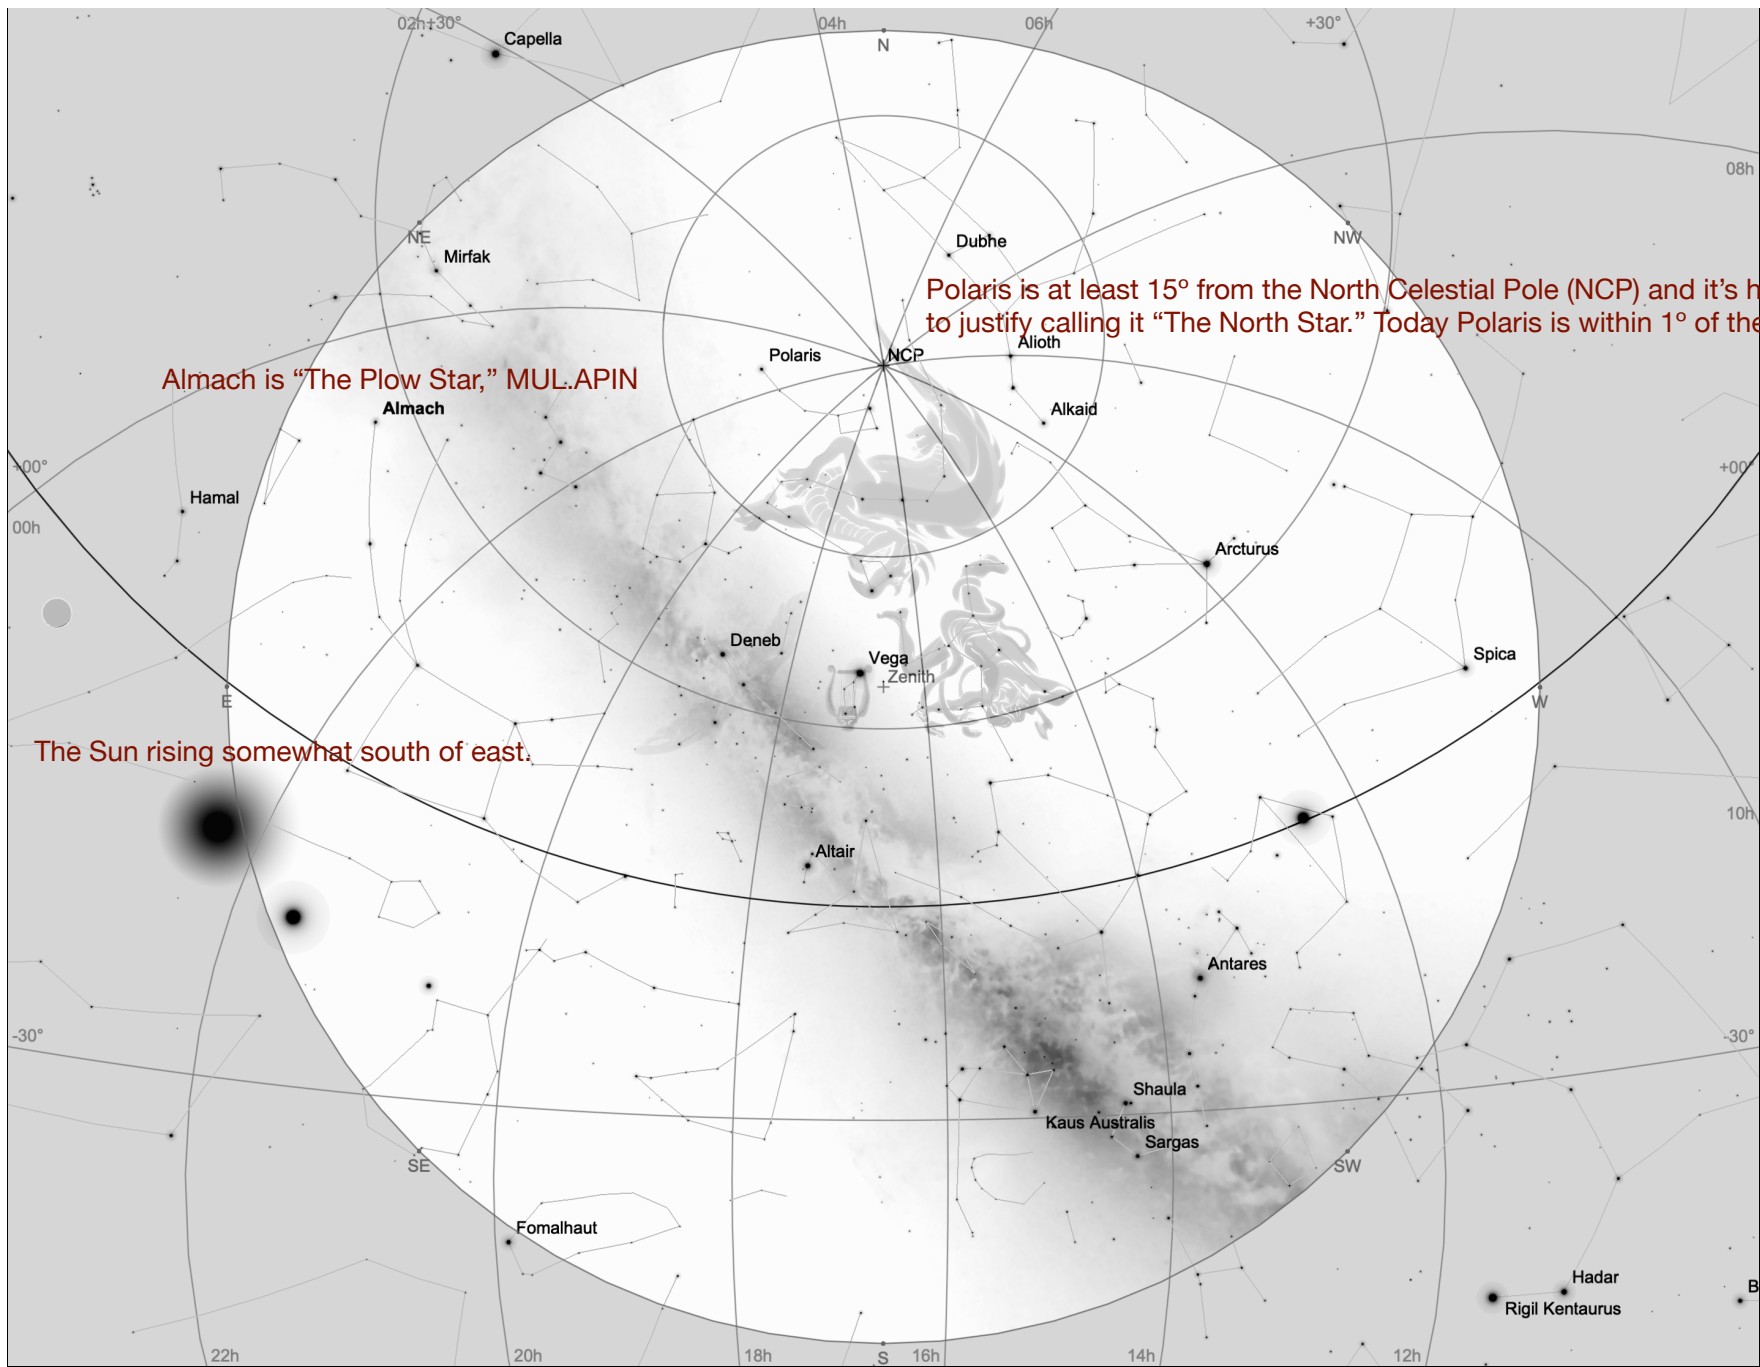 02h+30°
04h
06h
+30°
Capella
N
08h
NE
NW
Mirfak
Dubhe
Polaris is at least 15º from the North Celestial Pole (NCP) and it’s h
to justify calling it “The North Star.” Today Polaris is within 1º of the
Alioth
Polaris
NCP
Almach is “The Plow Star,” MUL.APIN
Almach
Alkaid
+00°
+00°
Hamal
00h
Arcturus
Deneb
Vega
Zenith
Spica
E
W
The Sun rising somewhat south of east.
10h
Altair
Antares
-30°
-30°
Shaula
Kaus Australis
Sargas
SE
SW
Fomalhaut
Hadar
B
Rigil Kentaurus
22h
20h
18h
S
16h
14h
12h